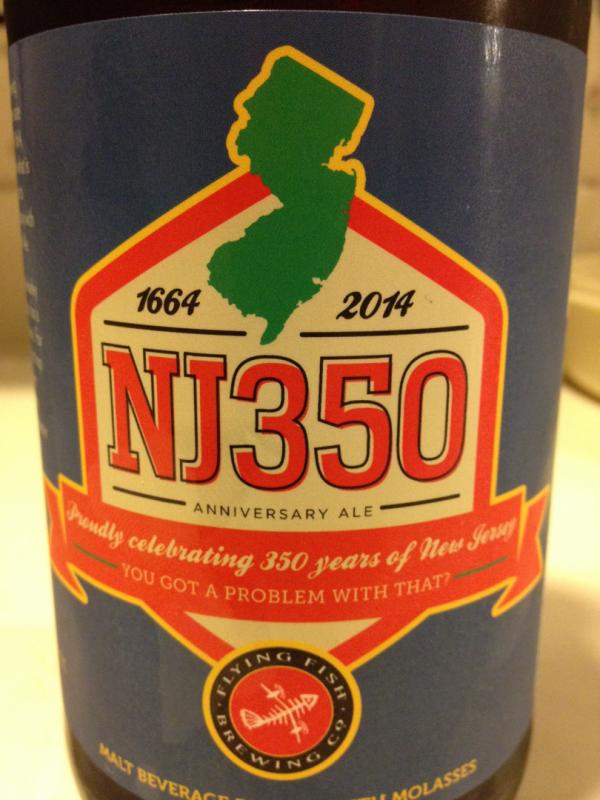 1664 2014
NJ350
ANNIVERSARY ALE
Proudly celebrating 350 years of New Jersey
YOU GOT A PROBLEM WITH THAT?
FLYING FISH
BREWING CO
MALT BEVERAGE MOLASSES